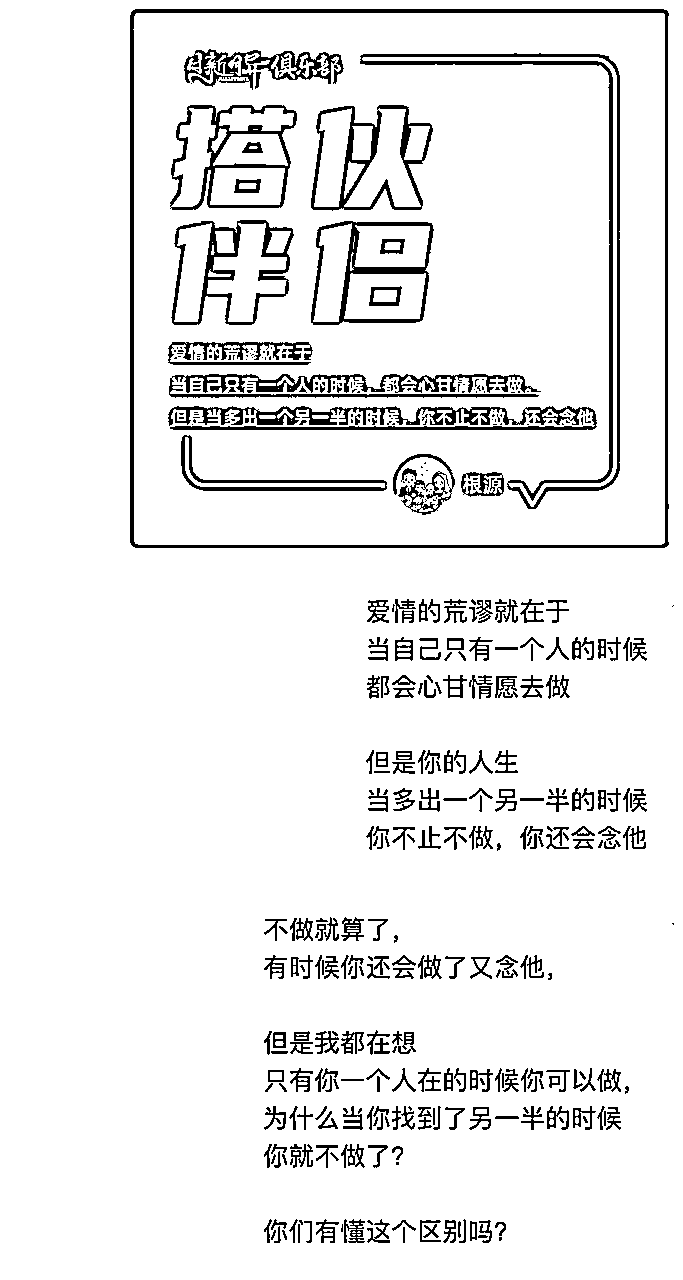 日新月异俱乐部
搭伙
伴侣
爱情的荒谬就在于
当自己只有一个人的时候，都会心甘情愿去做。
但是当多出一个另一半的时候，你不止不做，还会念他
根源
爱情的荒谬就在于
当自己只有一个人的时候
都会心甘情愿去做
但是你的人生
当多出一个另一半的时候
你不止不做，你还会念他
不做就算了，
有时候你还会做了又念他，
但是我都在想
只有你一个人在的时候你可以做，
为什么当你找到了另一半的时候
你就不做了？
你们有懂这个区别吗？